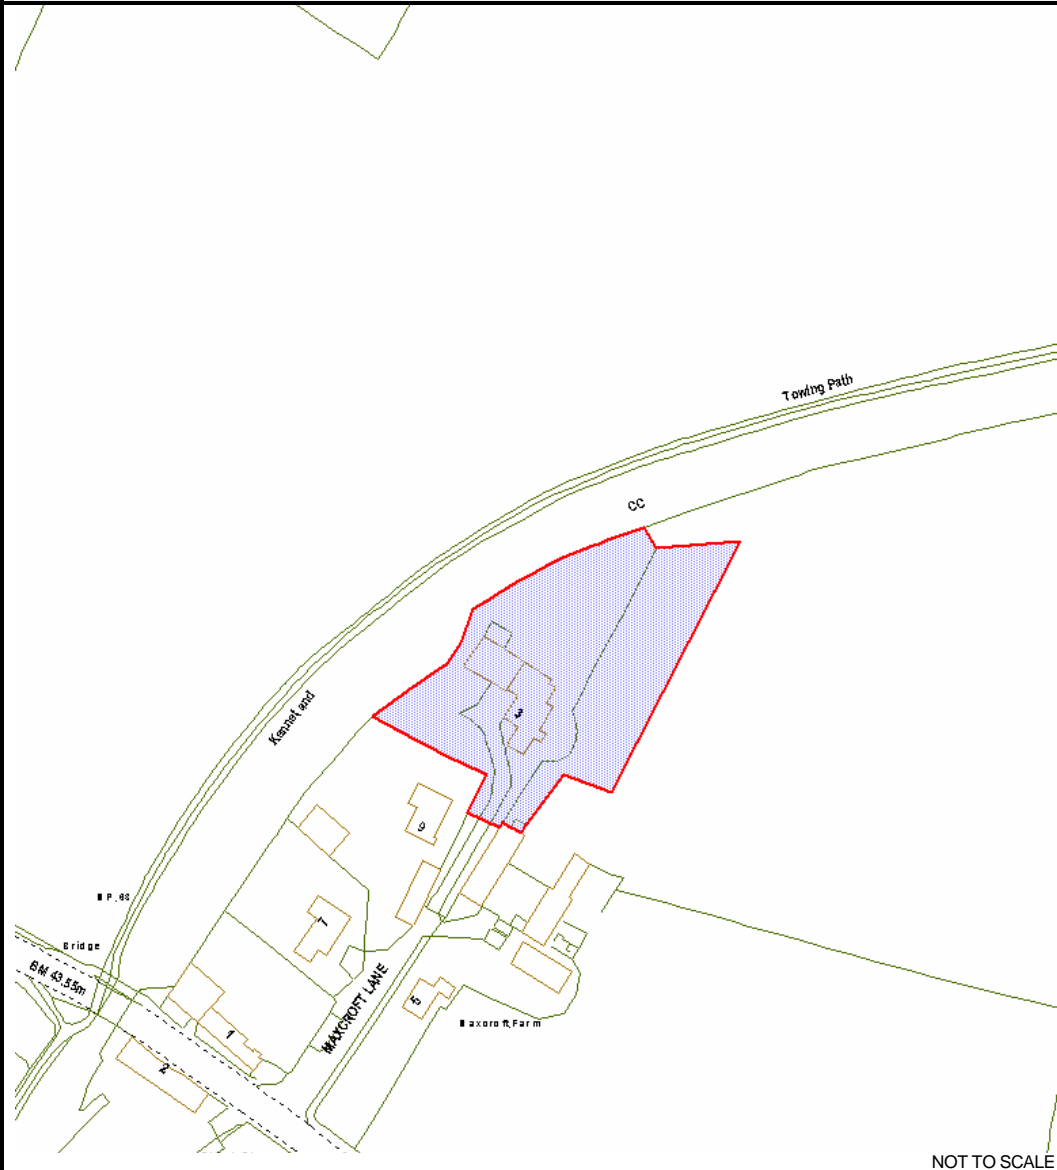 Towing Path
CC
Kennet and
3
9
7
M P .88
Bridge
BM 43.55m
MAXCROFT LANE
5
Maxcroft Farm
1
2
NOT TO SCALE